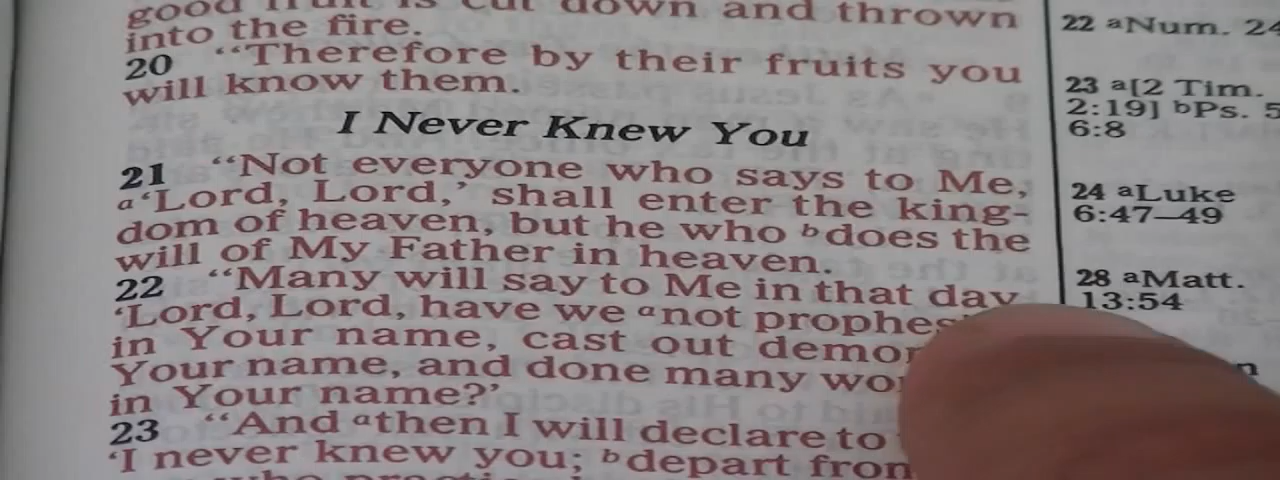 good fruit is cut down and thrown
into the fire.
20 “Therefore by their fruits you
will know them.
I Never Knew You
21 “Not everyone who says to Me,
a‘Lord, Lord,’ shall enter the king-
dom of heaven, but he who bdoes the
will of My Father in heaven.
22 “Many will say to Me in that day
‘Lord, Lord, have we anot prophes
in Your name, cast out demon
Your name, and done many wo
in Your name?’
23 “And athen I will declare to
‘I never knew you; bdepart from
22 aNum. 24
23 a[2 Tim.
2:19] bPs. 5
6:8
24 aLuke
6:47–49
28 aMatt.
13:54